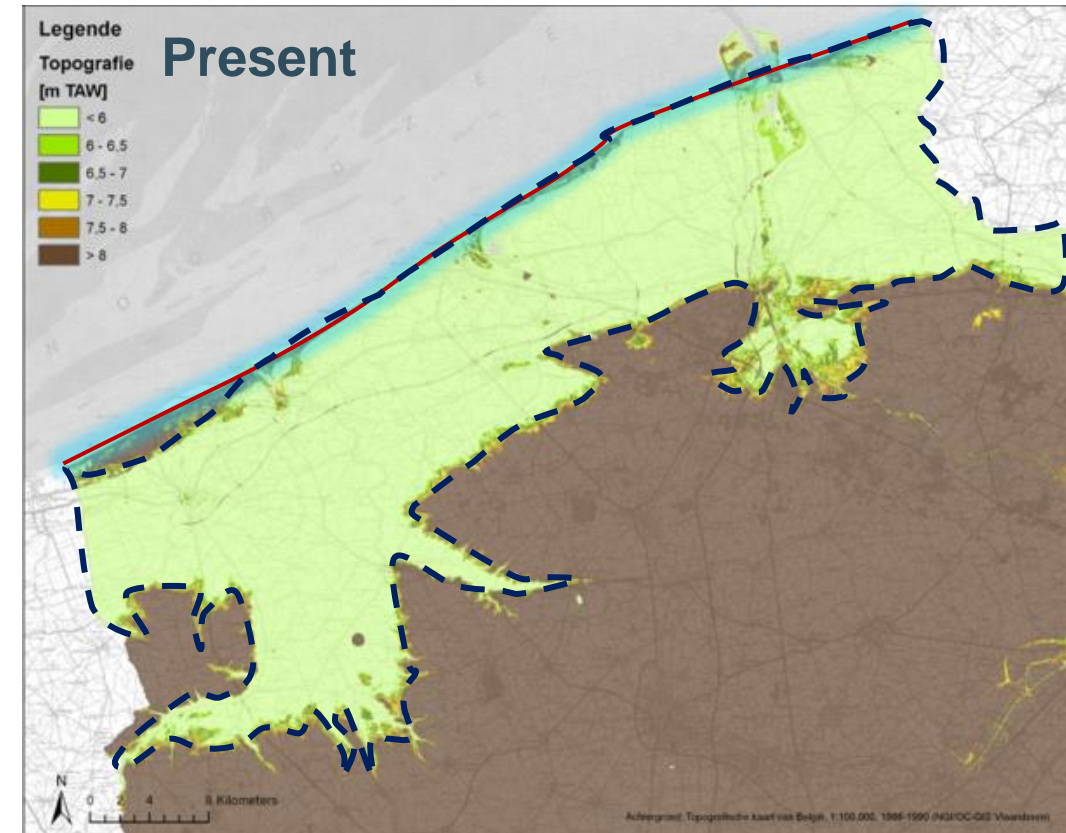 Legende
Present
Topografie
[m TAW]
< 6
6 - 6,5
6,5 - 7
7 - 7,5
7,5 - 8
> 8
N
O
O
R
D
Z
E
E
N
0 2 4 8 Kilometers
Achtergrond: Topografische kaart van België, 1:100.000, 1986-1990 (NGI/OC-GIS Vlaanderen)